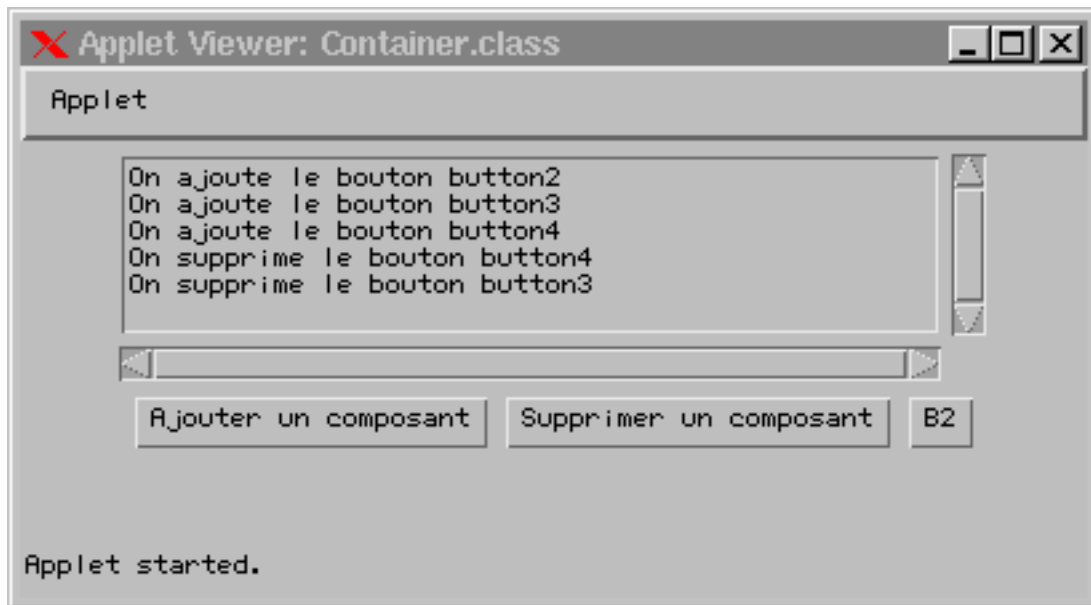 Applet Viewer: Container.class
Applet
On ajoute le bouton button2
On ajoute le bouton button3
On ajoute le bouton button4
On supprime le bouton button4
On supprime le bouton button3
Ajouter un composant Supprimer un composant B2
Applet started.